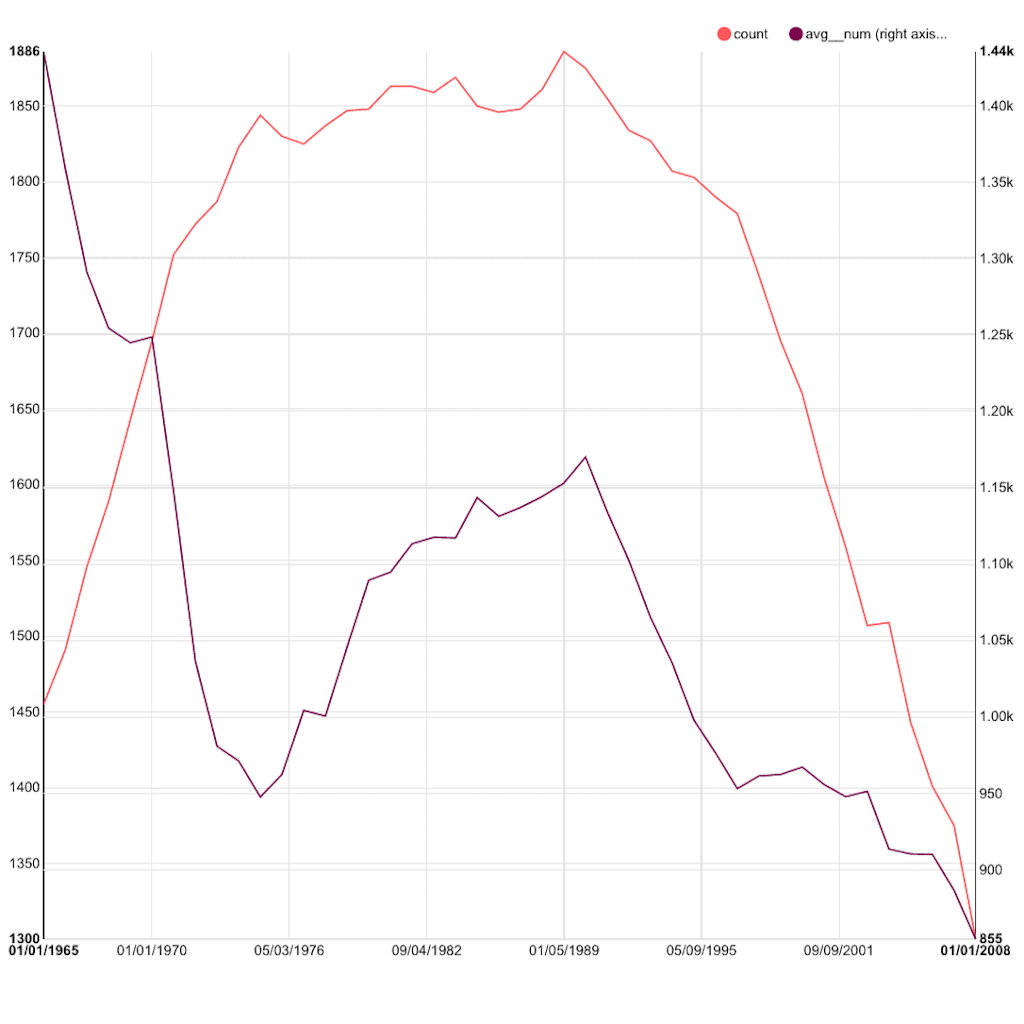 count avg__num (right axis...
1886 1.44k
1850 1.40k
1800 1.35k
1750 1.30k
1700 1.25k
1650 1.20k
1600 1.15k
1550 1.10k
1500 1.05k
1450 1.00k
1400 950
1350 900
1300 855
01/01/1965 01/01/1970 05/03/1976 09/04/1982 01/05/1989 05/09/1995 09/09/2001 01/01/2008